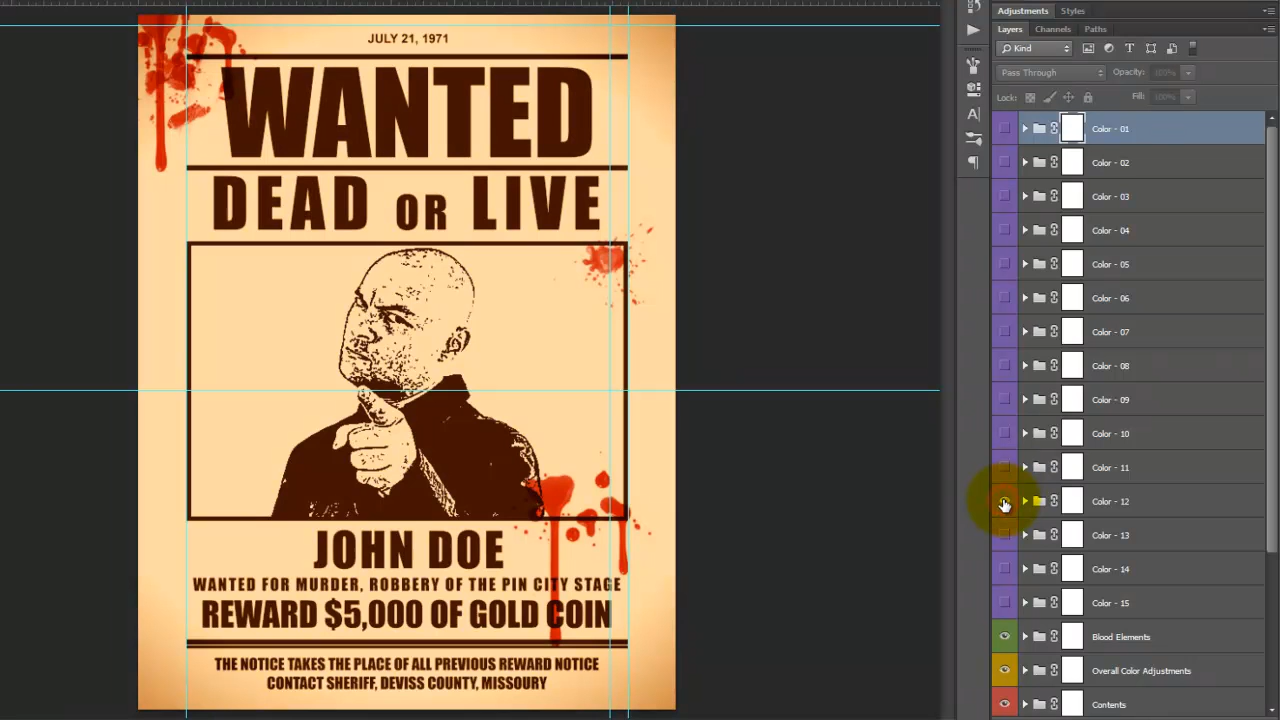 JULY 21, 1971
WANTED
DEAD OR LIVE
JOHN DOE
WANTED FOR MURDER, ROBBERY OF THE PIN CITY STAGE
REWARD $5,000 OF GOLD COIN
THE NOTICE TAKES THE PLACE OF ALL PREVIOUS REWARD NOTICE
CONTACT SHERIFF, DEVISS COUNTY, MISSOURY
Adjustments Styles
Layers Channels Paths
Kind
Pass Through Opacity: 100%
Lock: Fill: 100%
Color - 01
Color - 02
Color - 03
Color - 04
Color - 05
Color - 06
Color - 07
Color - 08
Color - 09
Color - 10
Color - 11
Color - 12
Color - 13
Color - 14
Color - 15
Blood Elements
Overall Color Adjustments
Contents